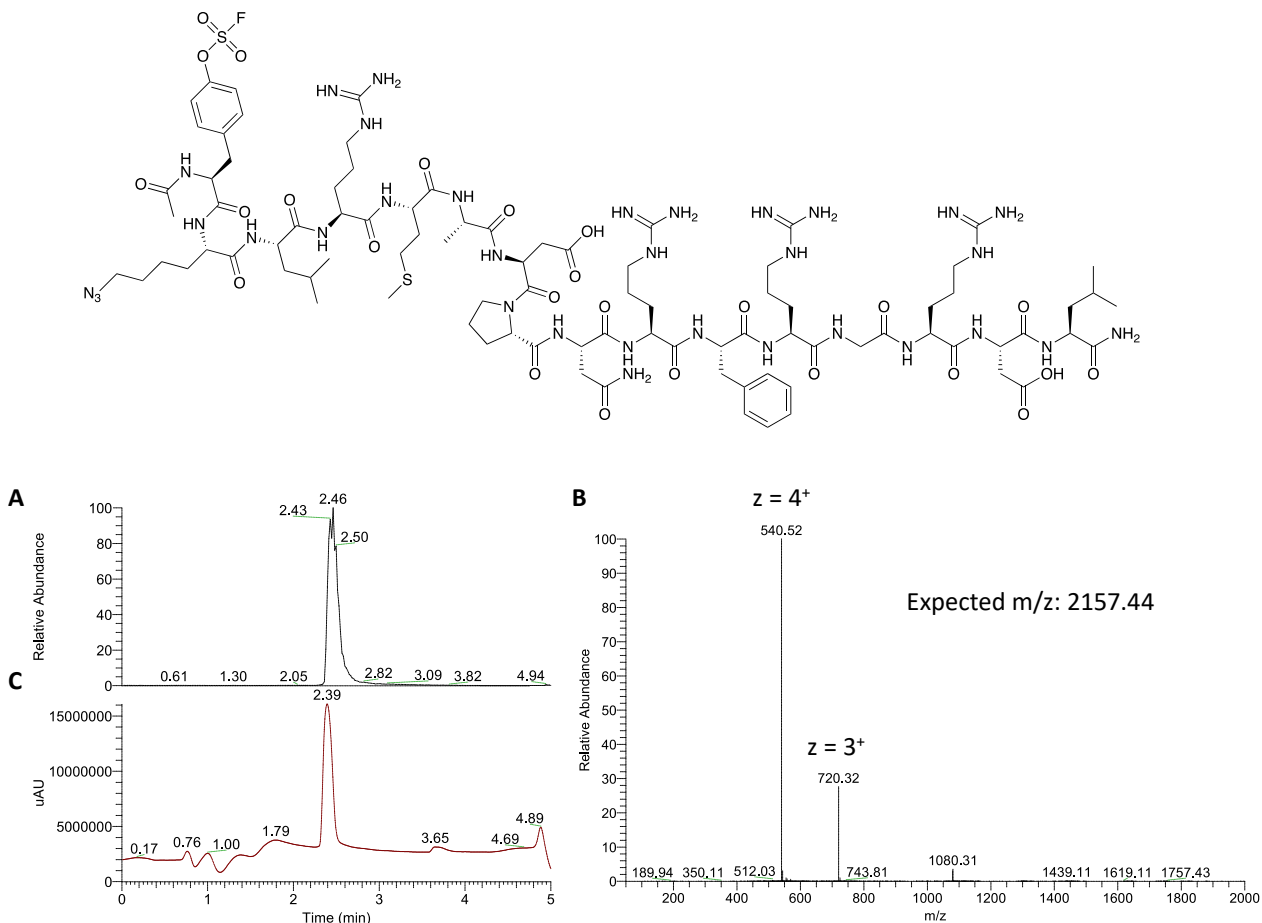 O
F
S
O
O
NH2
HN
NH
H
N
O
O
O
H
N
O
H
N
O
H
N
O
H
N
O
H
N
O
H
N
O
N3
S
O
OH
H
N
O
N
O
H
N
O
NH2
O
N
H
O
HN
NH2
NH
H
N
O
N
H
O
HN
NH2
NH
H
N
O
N
H
O
HN
NH2
NH
H
N
O
OH
O
N
H
O
NH2
A
100
80
60
40
20
0
Relative Abundance
2.43
2.46
2.50
0.61
1.30
2.05
2.82
3.09
3.82
4.94
C
15000000
10000000
5000000
0
uAU
2.39
0.17
0.76
1.00
1.79
3.65
4.69
4.89
0
1
2
3
4
5
Time (min)
B
z = 4+
540.52
Expected m/z: 2157.44
z = 3+
720.32
100
90
80
70
60
50
40
30
20
10
0
Relative Abundance
189.94
350.11
512.03
743.81
1080.31
1439.11
1619.11
1757.43
200
400
600
800
1000
1200
1400
1600
1800
2000
m/z